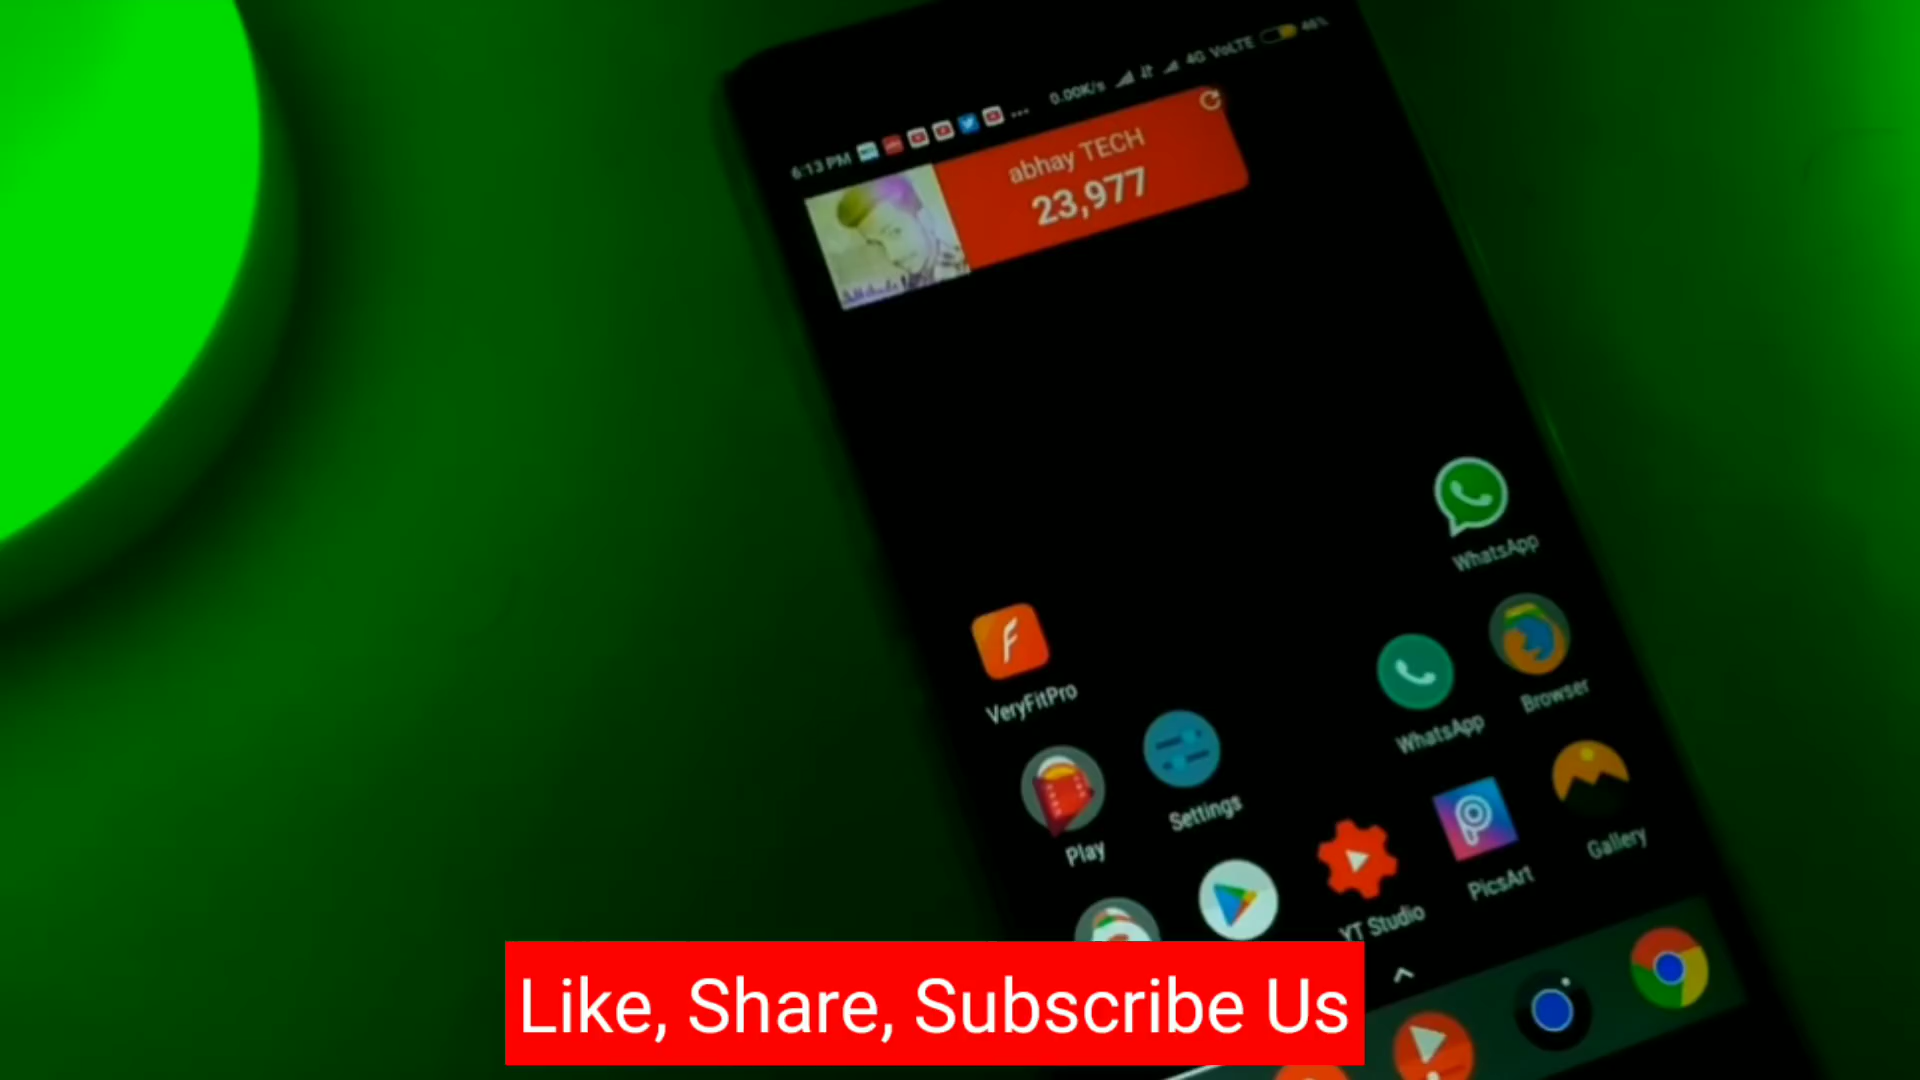 6:13 PM
0.00K/s
4G VoLTE
46%
abhay TECH
23,977
WhatsApp
VeryFitPro
WhatsApp
Browser
Play
Settings
YT Studio
PicsArt
Gallery
Like, Share, Subscribe Us